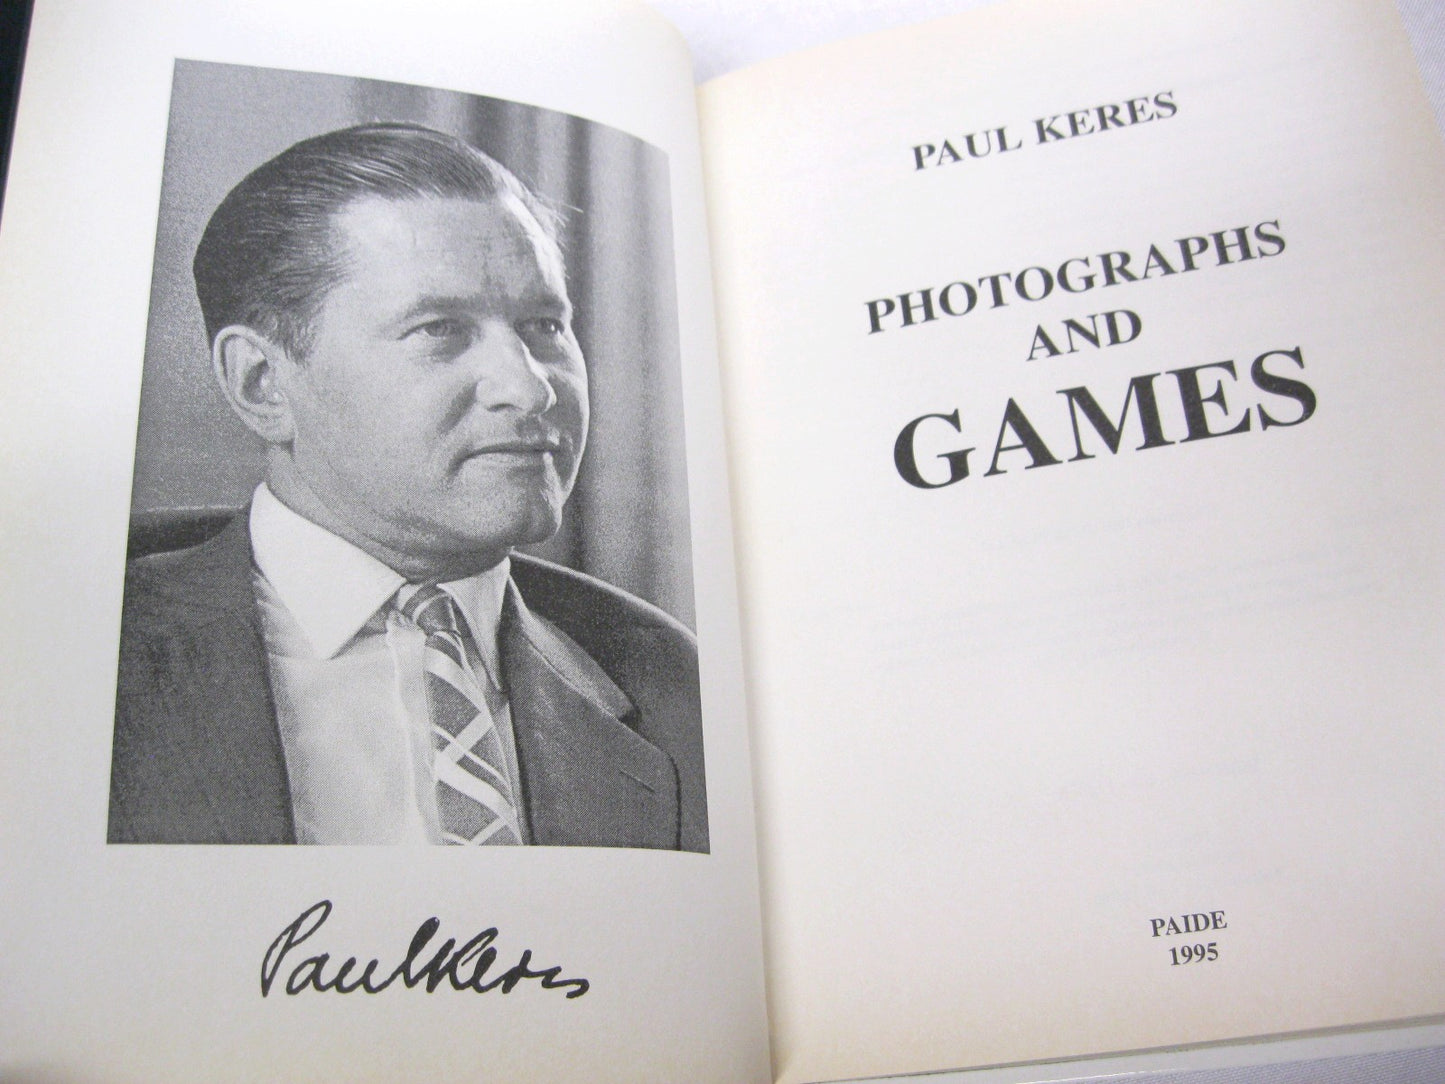 Paul Keres
PAUL KERES
PHOTOGRAPHS
AND
GAMES
PAIDE
1995